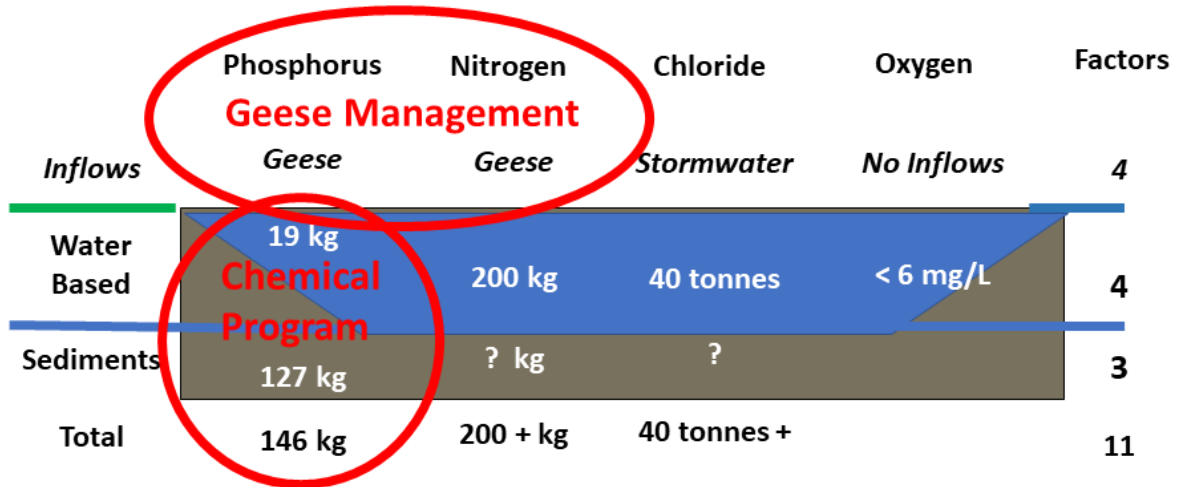 Phosphorus Nitrogen Chloride Oxygen Factors
Geese Management
Inflows Geese Geese Stormwater No Inflows 4
19 kg
Water
Based
Chemical
Program
200 kg 40 tonnes < 6 mg/L 4
Sediments 127 kg ? kg ? 3
Total 146 kg 200 + kg 40 tonnes + 11